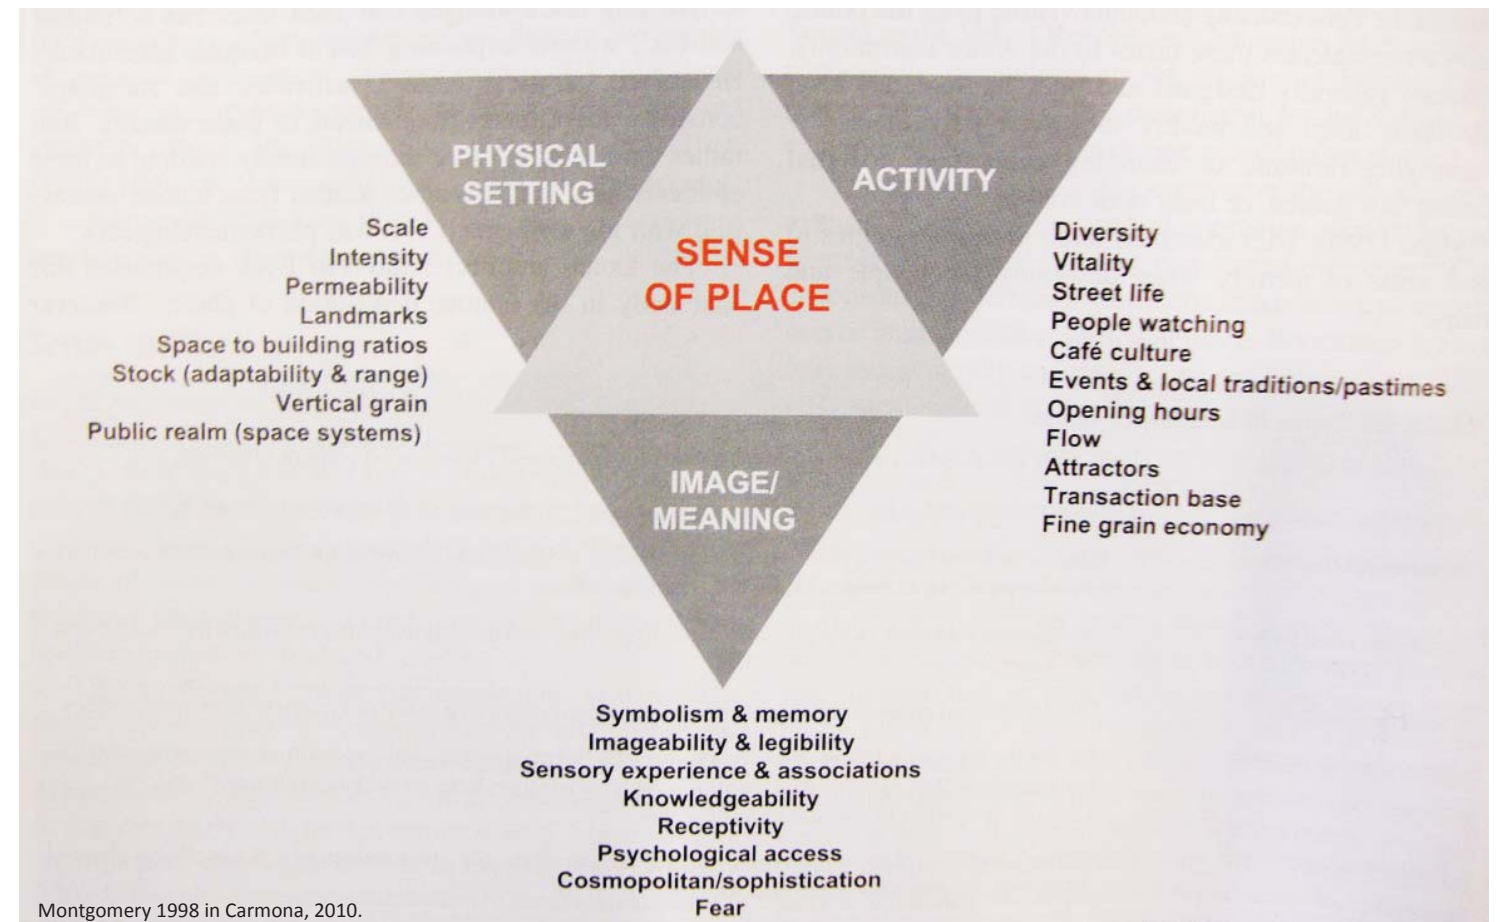 PHYSICAL
SETTING
Scale
Intensity
Permeability
Landmarks
Space to building ratios
Stock (adaptability & range)
Vertical grain
Public realm (space systems)
SENSE
OF PLACE
ACTIVITY
Diversity
Vitality
Street life
People watching
Café culture
Events & local traditions/pastimes
Opening hours
Flow
Attractors
Transaction base
Fine grain economy
IMAGE/
MEANING
Symbolism & memory
Imageability & legibility
Sensory experience & associations
Knowledgeability
Receptivity
Psychological access
Cosmopolitan/sophistication
Fear
Montgomery 1998 in Carmona, 2010.